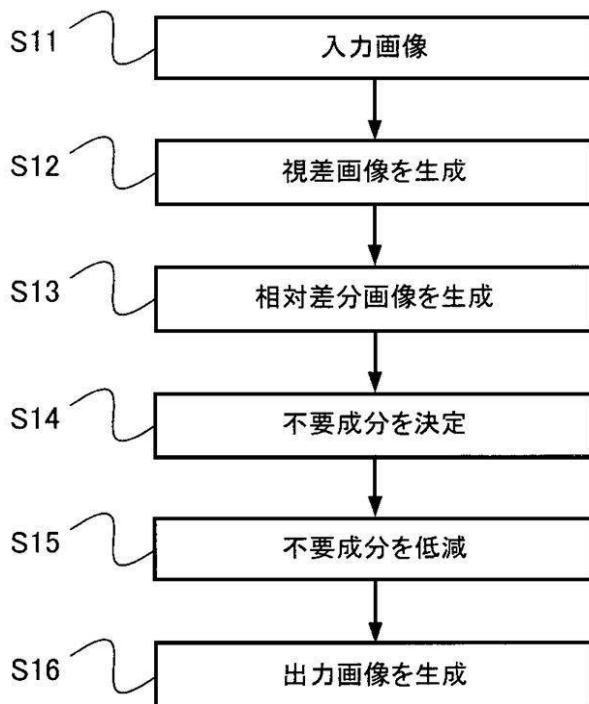 S11 入力画像
S12 視差画像を生成
S13 相対差分画像を生成
S14 不要成分を決定
S15 不要成分を低減
S16 出力画像を生成